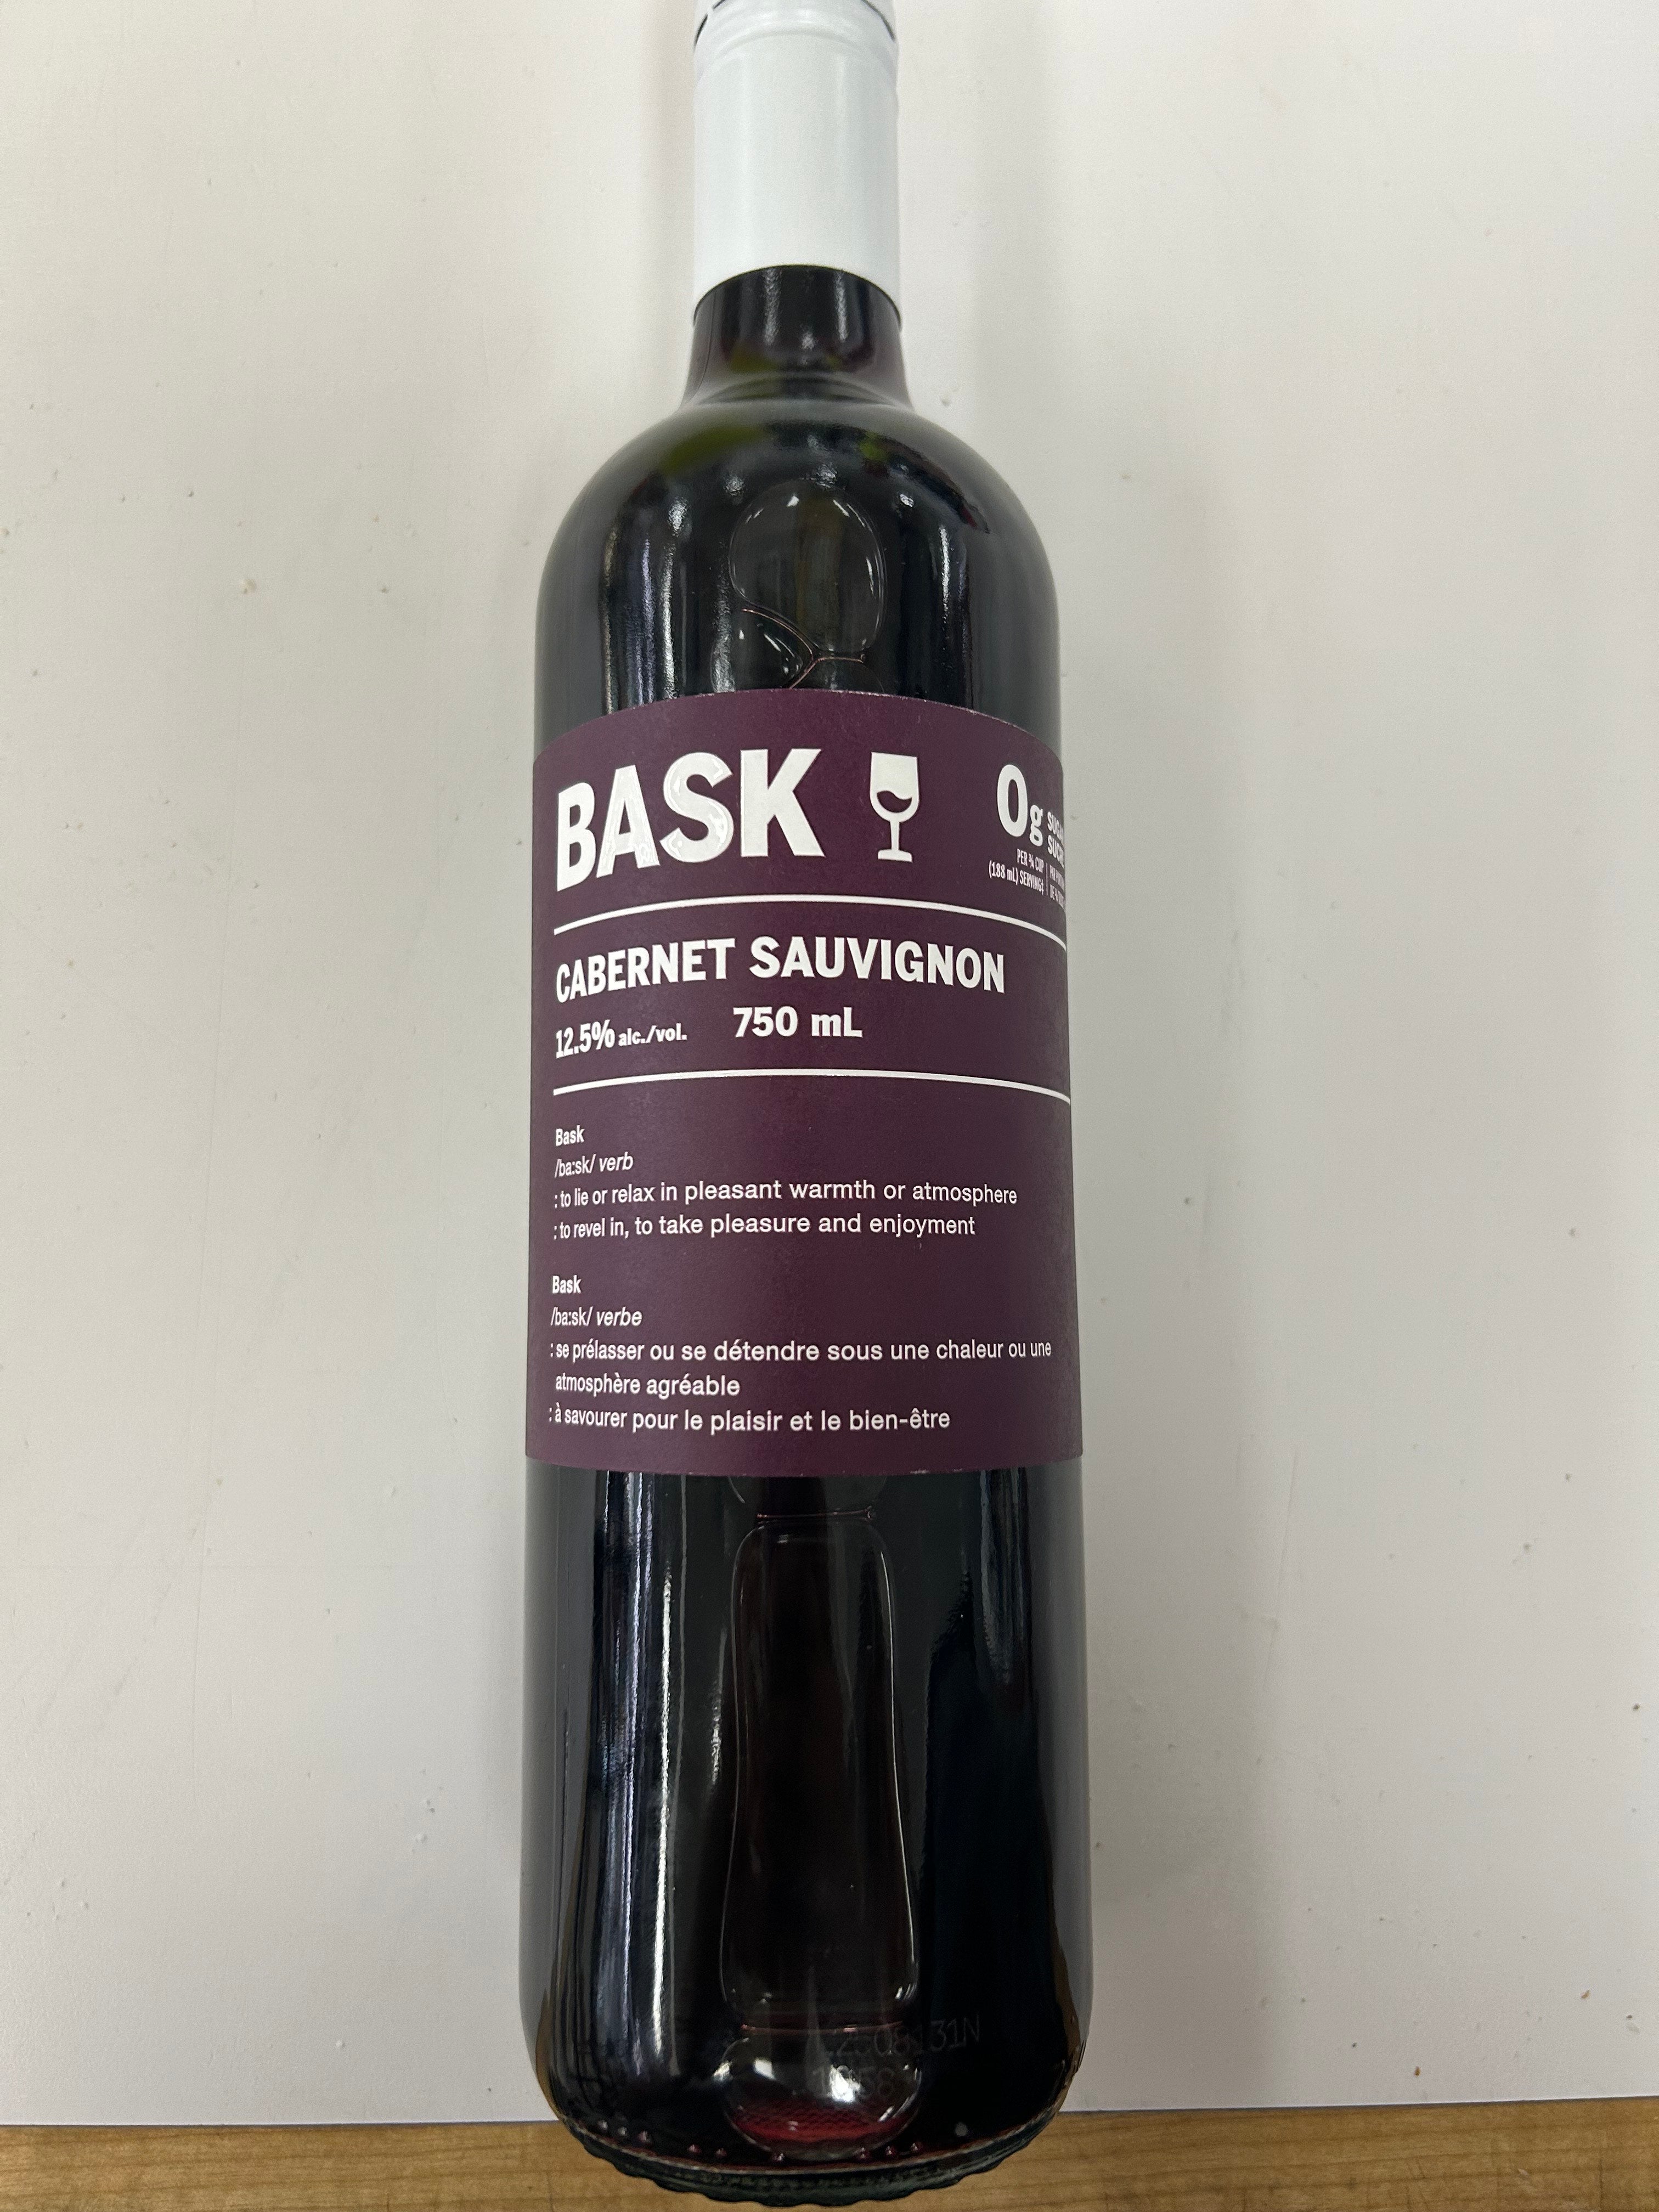 BASK
0g
PER ¾ CUP
(188 mL) SERVING
CABERNET SAUVIGNON
12.5% alc./vol. 750 mL
Bask
/ba:sk/ verb
: to lie or relax in pleasant warmth or atmosphere
: to revel in, to take pleasure and enjoyment
Bask
/ba:sk/ verbe
: se prélasser ou se détendre sous une chaleur ou une
atmosphère agréable
: à savourer pour le plaisir et le bien-être